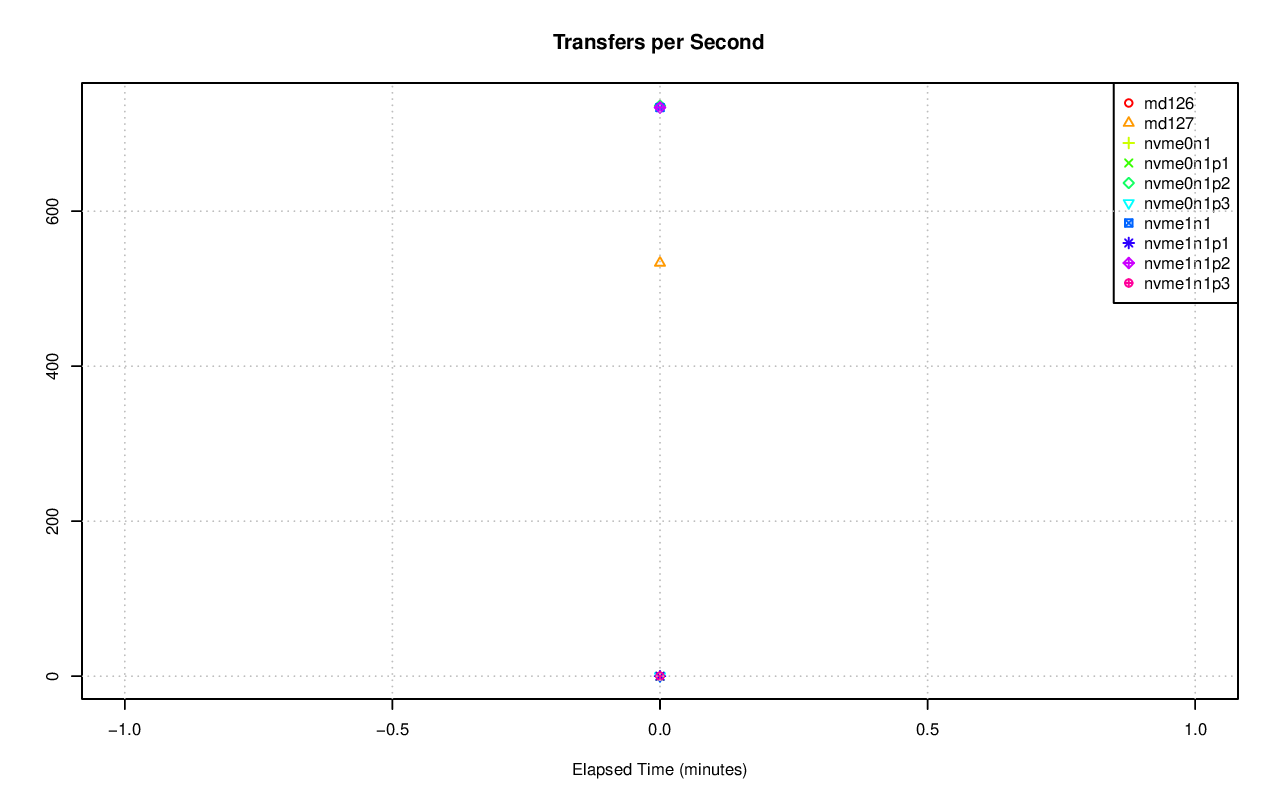 Transfers per Second
md126
md127
nvme0n1
nvme0n1p1
nvme0n1p2
nvme0n1p3
nvme1n1
nvme1n1p1
nvme1n1p2
nvme1n1p3
600
400
200
0
−1.0 −0.5 0.0 0.5 1.0
Elapsed Time (minutes)